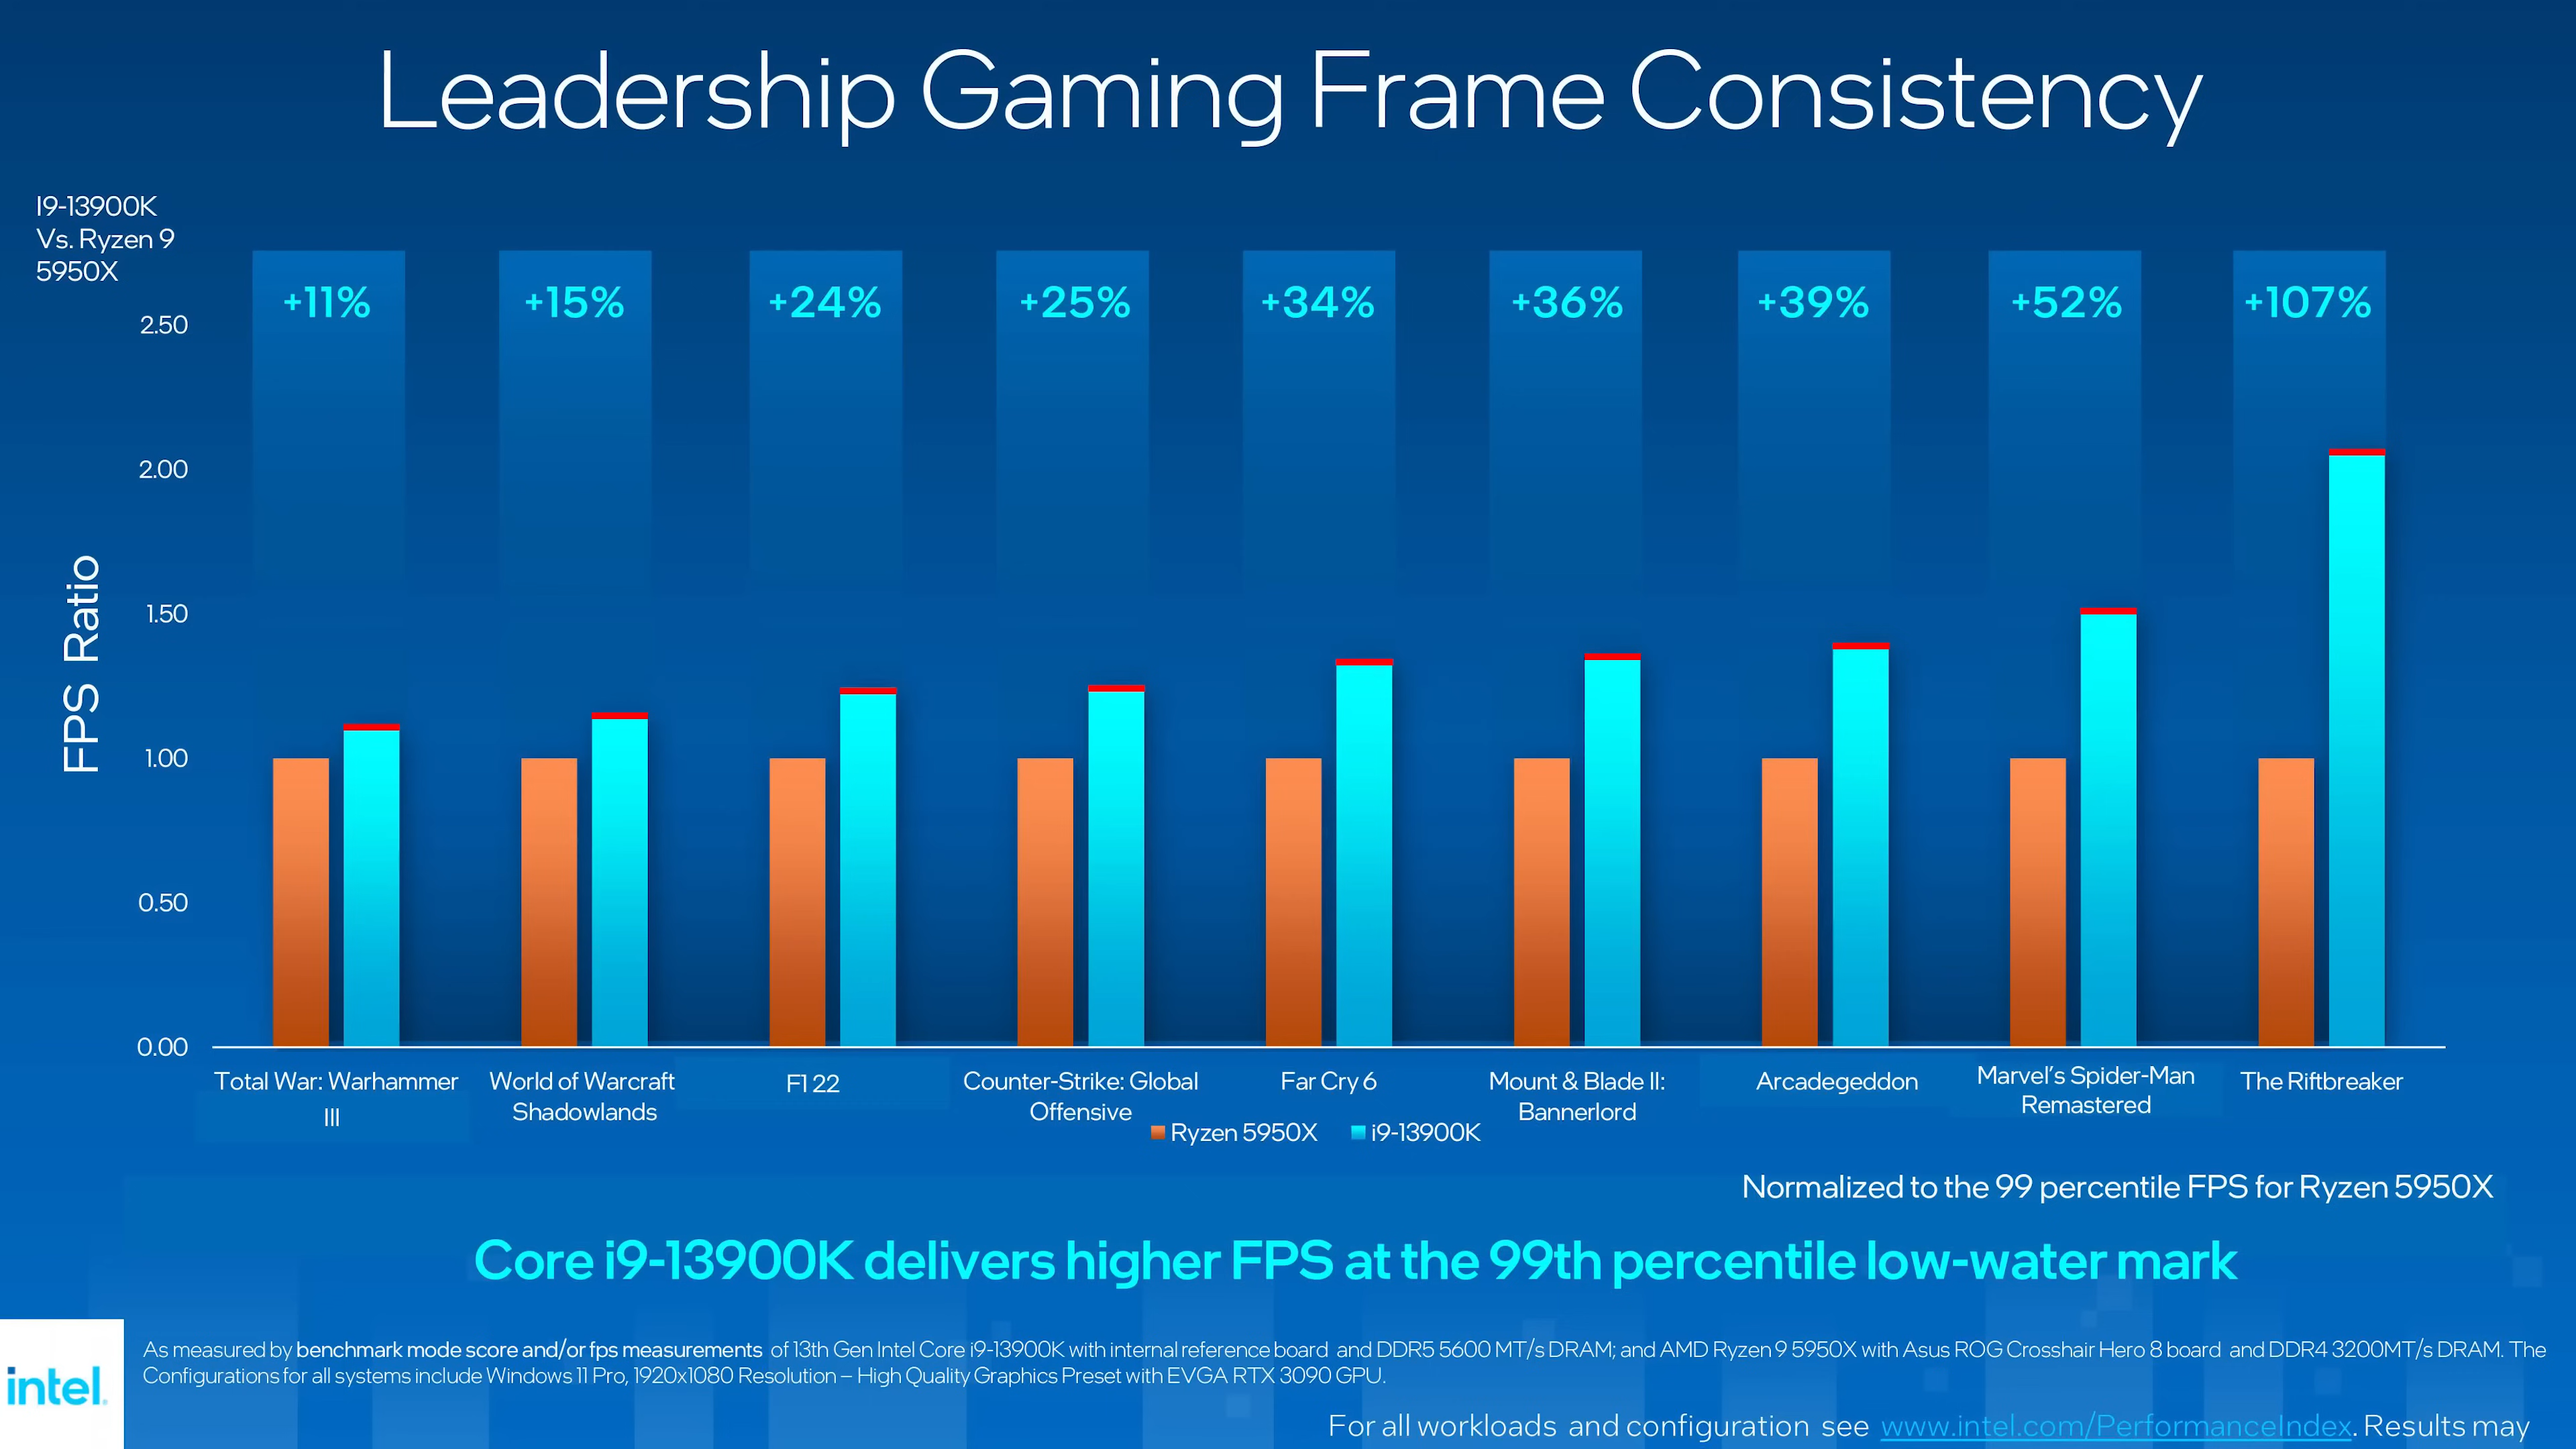 Leadership Gaming Frame Consistency
I9-13900K
Vs. Ryzen 9
5950X
+11%
+15%
+24%
+25%
+34%
+36%
+39%
+52%
+107%
2.50
2.00
1.50
1.00
0.50
0.00
FPS Ratio
Total War: Warhammer
III
World of Warcraft
Shadowlands
F1 22
Counter-Strike: Global
Offensive
Far Cry 6
Mount & Blade II:
Bannerlord
Arcadegeddon
Marvel's Spider-Man
Remastered
The Riftbreaker
Ryzen 5950X
i9-13900K
Normalized to the 99 percentile FPS for Ryzen 5950X
Core i9-13900K delivers higher FPS at the 99th percentile low-water mark
intel.
As measured by benchmark mode score and/or fps measurements of 13th Gen Intel Core i9-13900K with internal reference board and DDR5 5600 MT/s DRAM; and AMD Ryzen 9 5950X with Asus ROG Crosshair Hero 8 board and DDR4 3200MT/s DRAM. The
Configurations for all systems include Windows 11 Pro, 1920x1080 Resolution – High Quality Graphics Preset with EVGA RTX 3090 GPU.
For all workloads and configuration see www.intel.com/PerformanceIndex. Results may